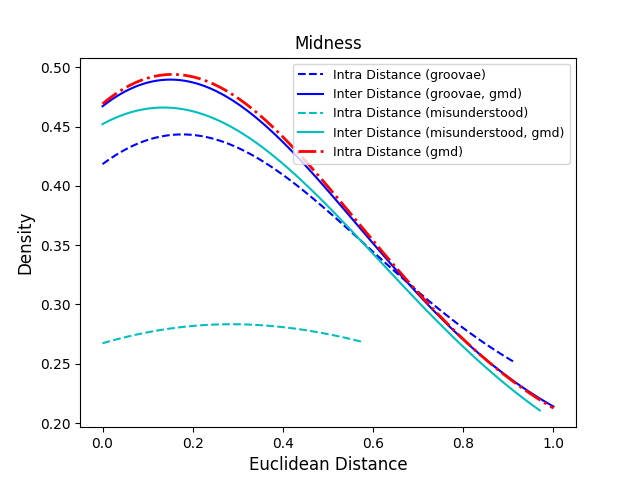 Midness
Intra Distance (groovae)
Inter Distance (groovae, gmd)
Intra Distance (misunderstood)
Inter Distance (misunderstood, gmd)
Intra Distance (gmd)
Density
0.50
0.45
0.40
0.35
0.30
0.25
0.20
0.0 0.2 0.4 0.6 0.8 1.0
Euclidean Distance